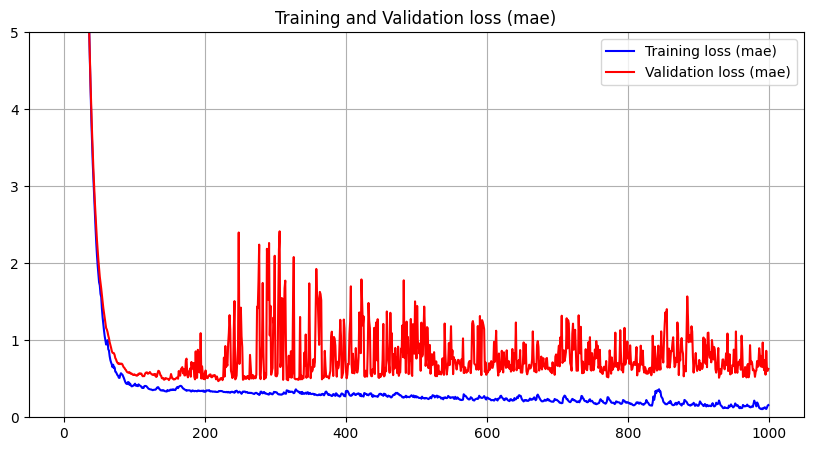 Training and Validation loss (mae)
Training loss (mae)
Validation loss (mae)
5
4
3
2
1
0
0 200 400 600 800 1000